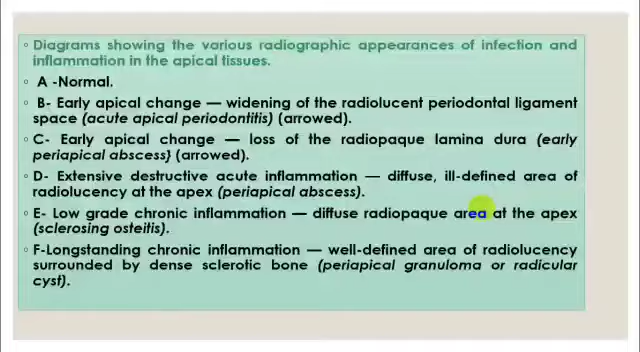 ◦ Diagrams showing the various radiographic appearances of infection and
inflammation in the apical tissues.
◦ A -Normal.
◦ B- Early apical change — widening of the radiolucent periodontal ligament
space (acute apical periodontitis) (arrowed).
◦ C- Early apical change — loss of the radiopaque lamina dura (early
periapical abscess) (arrowed).
◦ D- Extensive destructive acute inflammation — diffuse, ill-defined area of
radiolucency at the apex (periapical abscess).
◦ E- Low grade chronic inflammation — diffuse radiopaque area at the apex
(sclerosing osteitis).
◦ F-Longstanding chronic inflammation — well-defined area of radiolucency
surrounded by dense sclerotic bone (periapical granuloma or radicular
cyst).